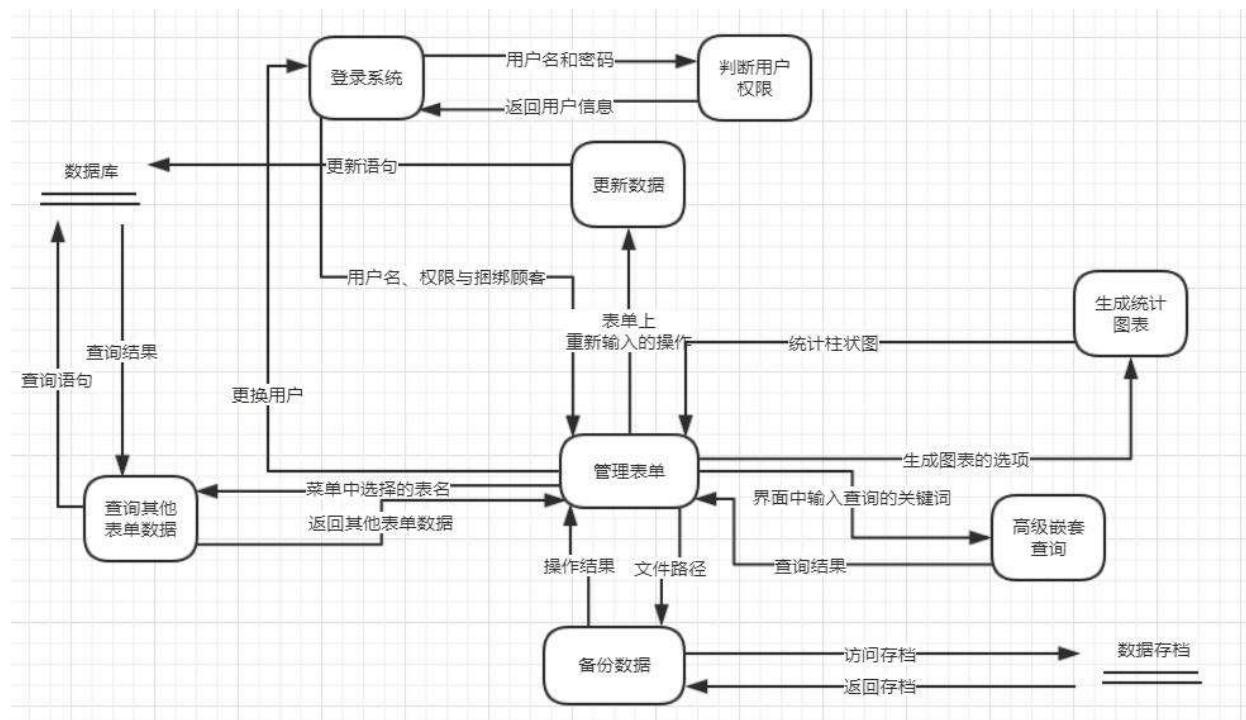 用户名和密码
登录系统
判断用户
权限
返回用户信息
数据库
更新语句
更新数据
用户名、权限与捆绑顾客
生成统计
图表
表单上
重新输入的操作
统计柱状图
查询结果
查询语句
更换用户
管理表单
生成图表的选项
菜单中选择的表名
界面中输入查询的关键词
查询其他
表单数据
返回其他表单数据
高级嵌套
查询
操作结果
文件路径
查询结果
备份数据
访问存档
数据存档
返回存档